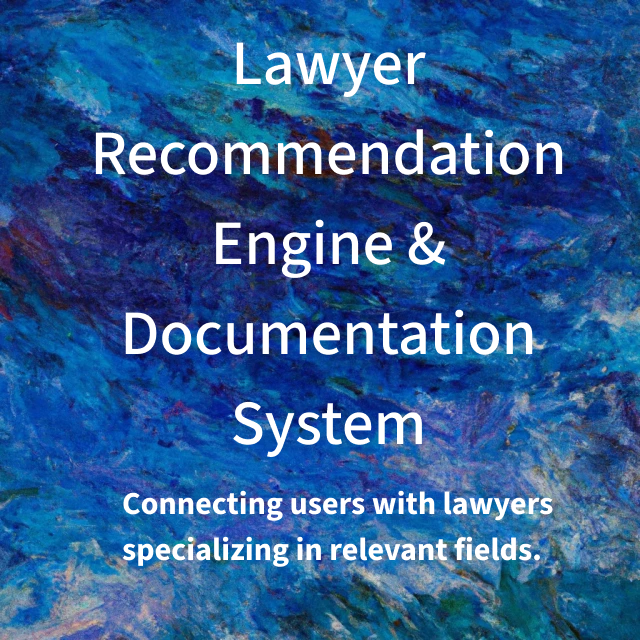 Lawyer
Recommendation
Engine &
Documentation
System
Connecting users with lawyers
specializing in relevant fields.